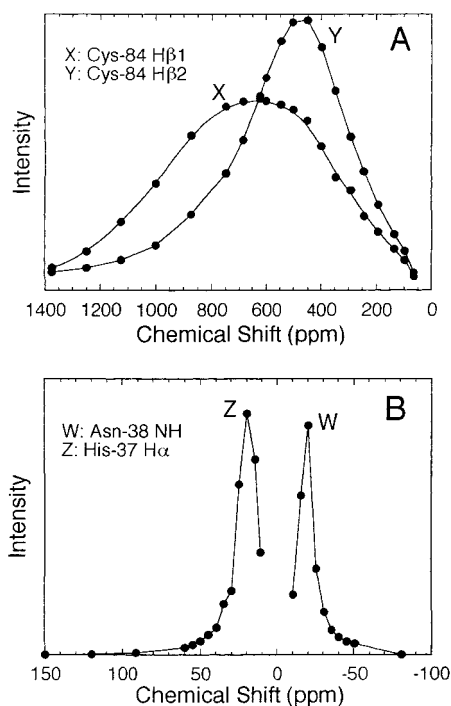 A
X: Cys-84 Hβ1
Y: Cys-84 Hβ2
X
Y
Intensity
1400 1200 1000 800 600 400 200 0
Chemical Shift (ppm)
B
W: Asn-38 NH
Z: His-37 Hα
Z
W
Intensity
150 100 50 0 -50 -100
Chemical Shift (ppm)